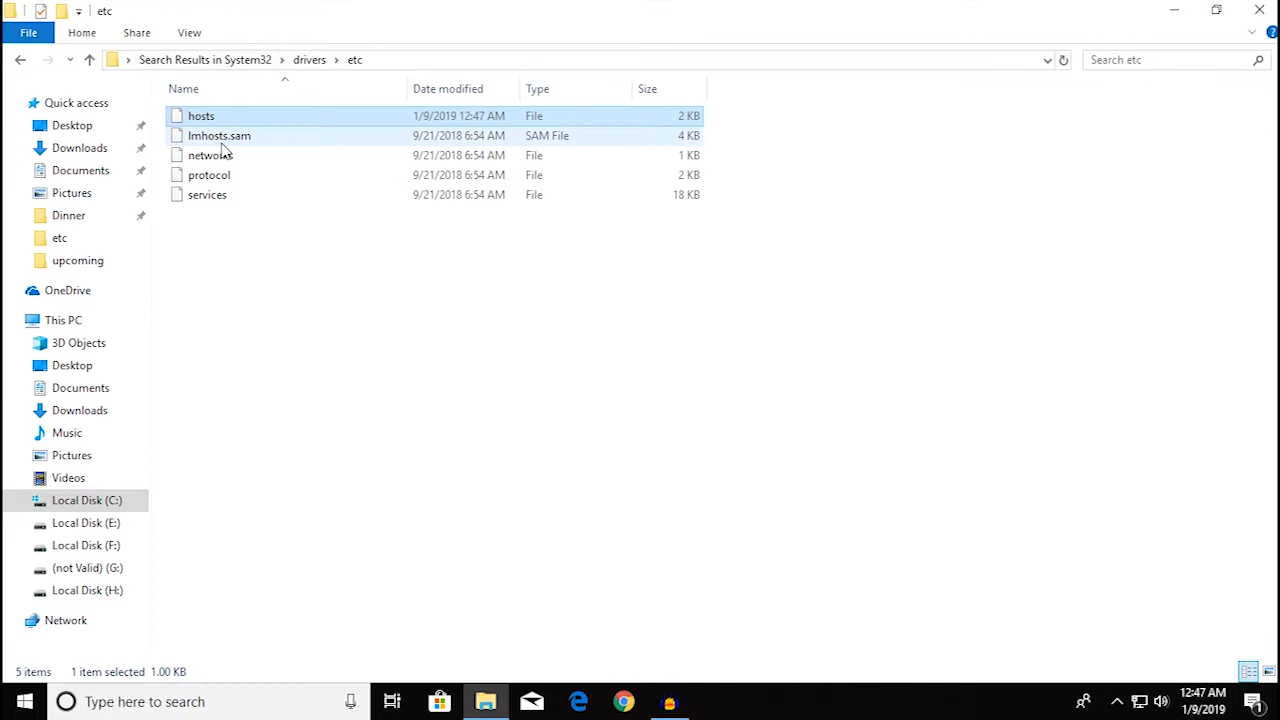 etc
File Home Share View
Search Results in System32 drivers etc
Search etc
Name Date modified Type Size
hosts 1/9/2019 12:47 AM File 2 KB
lmhosts.sam 9/21/2018 6:54 AM SAM File 4 KB
networks 9/21/2018 6:54 AM File 1 KB
protocol 9/21/2018 6:54 AM File 2 KB
services 9/21/2018 6:54 AM File 18 KB
Quick access
Desktop
Downloads
Documents
Pictures
Dinner
etc
upcoming
OneDrive
This PC
3D Objects
Desktop
Documents
Downloads
Music
Pictures
Videos
Local Disk (C:)
Local Disk (E:)
Local Disk (F:)
(not Valid) (G:)
Local Disk (H:)
Network
5 items 1 item selected 1.00 KB
Type here to search
12:47 AM
1/9/2019
1